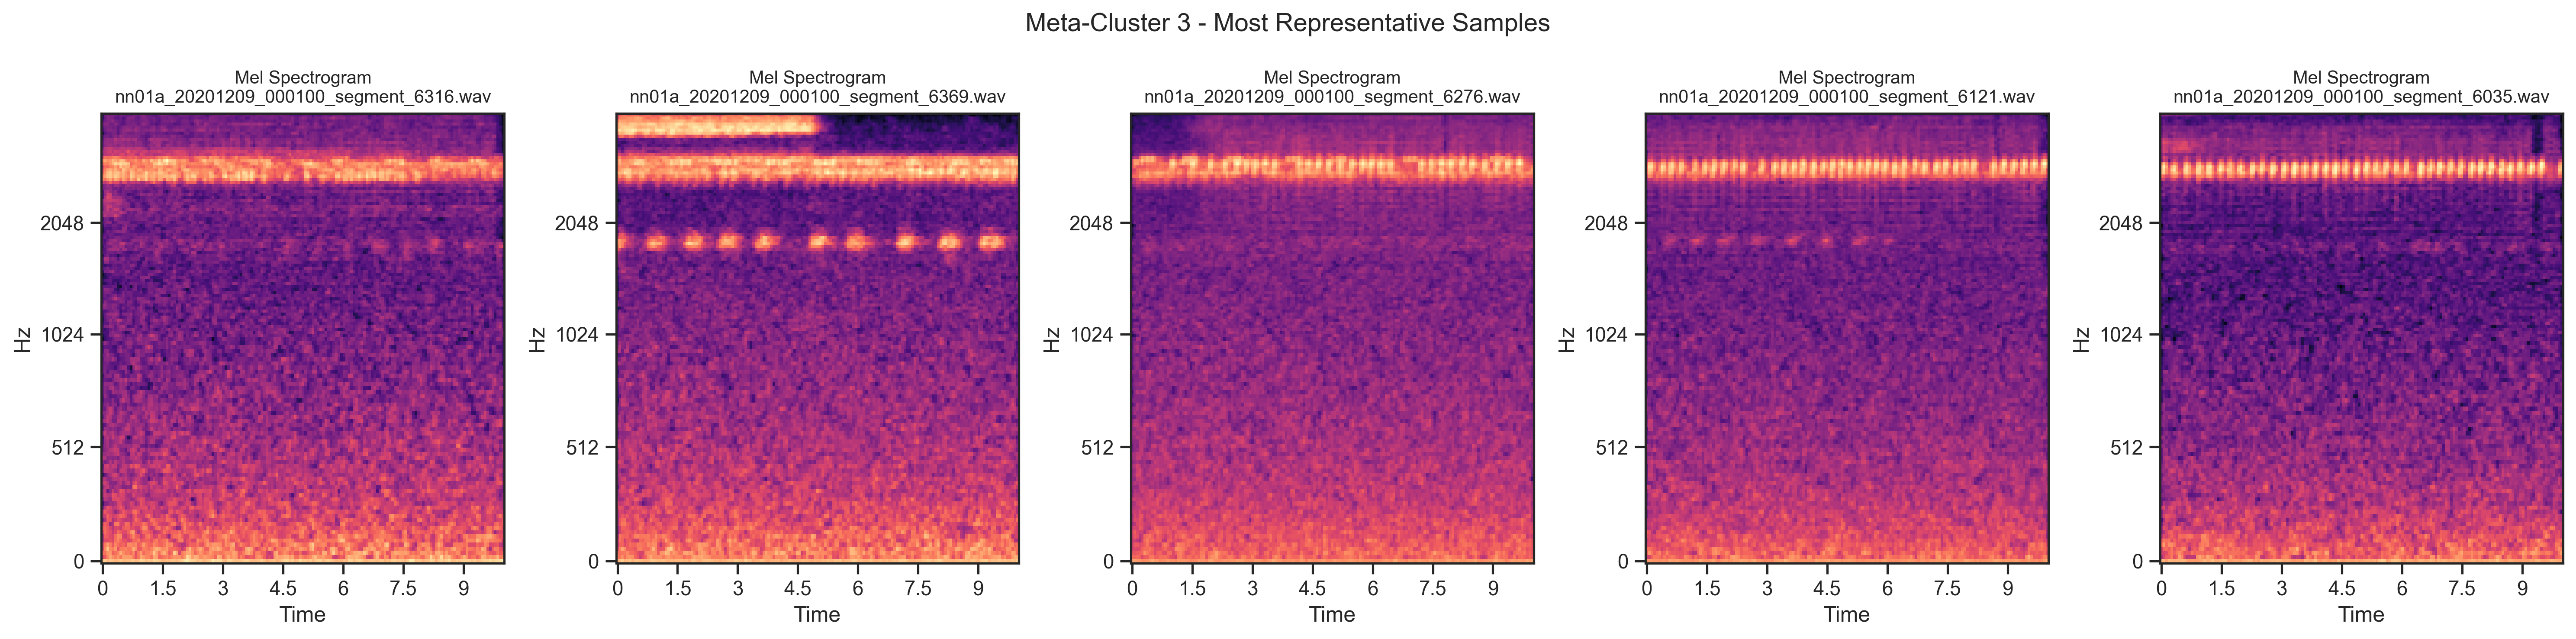 Meta-Cluster 3 - Most Representative Samples
Mel Spectrogram
nn01a_20201209_000100_segment_6316.wav
Hz
2048
1024
512
0
0 1.5 3 4.5 6 7.5 9
Time
Mel Spectrogram
nn01a_20201209_000100_segment_6369.wav
Hz
2048
1024
512
0
0 1.5 3 4.5 6 7.5 9
Time
Mel Spectrogram
nn01a_20201209_000100_segment_6276.wav
Hz
2048
1024
512
0
0 1.5 3 4.5 6 7.5 9
Time
Mel Spectrogram
nn01a_20201209_000100_segment_6121.wav
Hz
2048
1024
512
0
0 1.5 3 4.5 6 7.5 9
Time
Mel Spectrogram
nn01a_20201209_000100_segment_6035.wav
Hz
2048
1024
512
0
0 1.5 3 4.5 6 7.5 9
Time